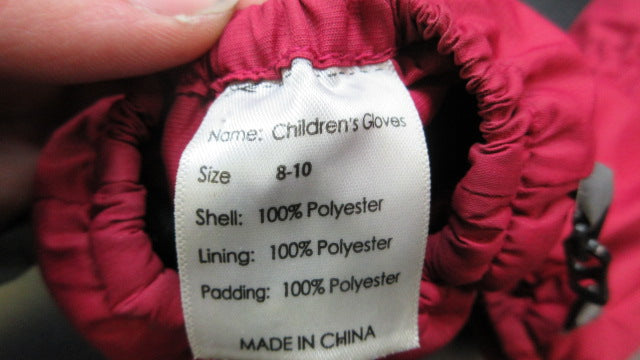 Name: Children's Gloves
Size 8-10
Shell: 100% Polyester
Lining: 100% Polyester
Padding: 100% Polyester
MADE IN CHINA